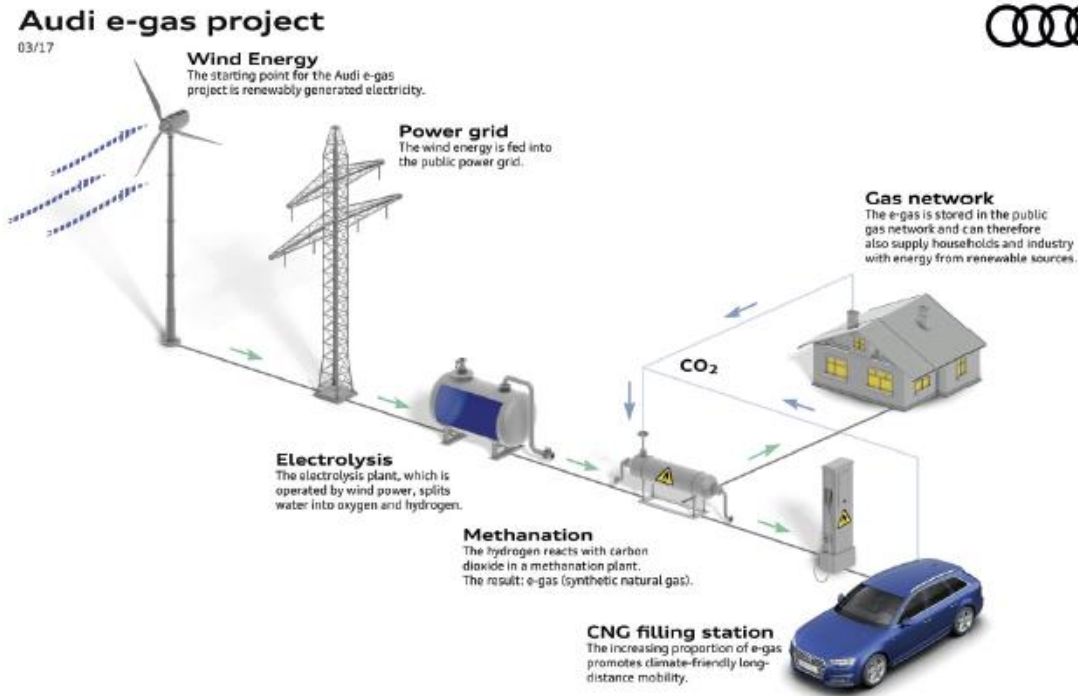 Audi e-gas project
03/17
Wind Energy
The starting point for the Audi e-gas
project is renewably generated electricity.
Power grid
The wind energy is fed into
the public power grid.
Gas network
The e-gas is stored in the public
gas network and can therefore
also supply households and industry
with energy from renewable sources.
CO₂
Electrolysis
The electrolysis plant, which is
operated by wind power, splits
water into oxygen and hydrogen.
Methanation
The hydrogen reacts with carbon
dioxide in a methanation plant.
The result: e-gas (synthetic natural gas).
CNG filling station
The increasing proportion of e-gas
promotes climate-friendly long-
distance mobility.